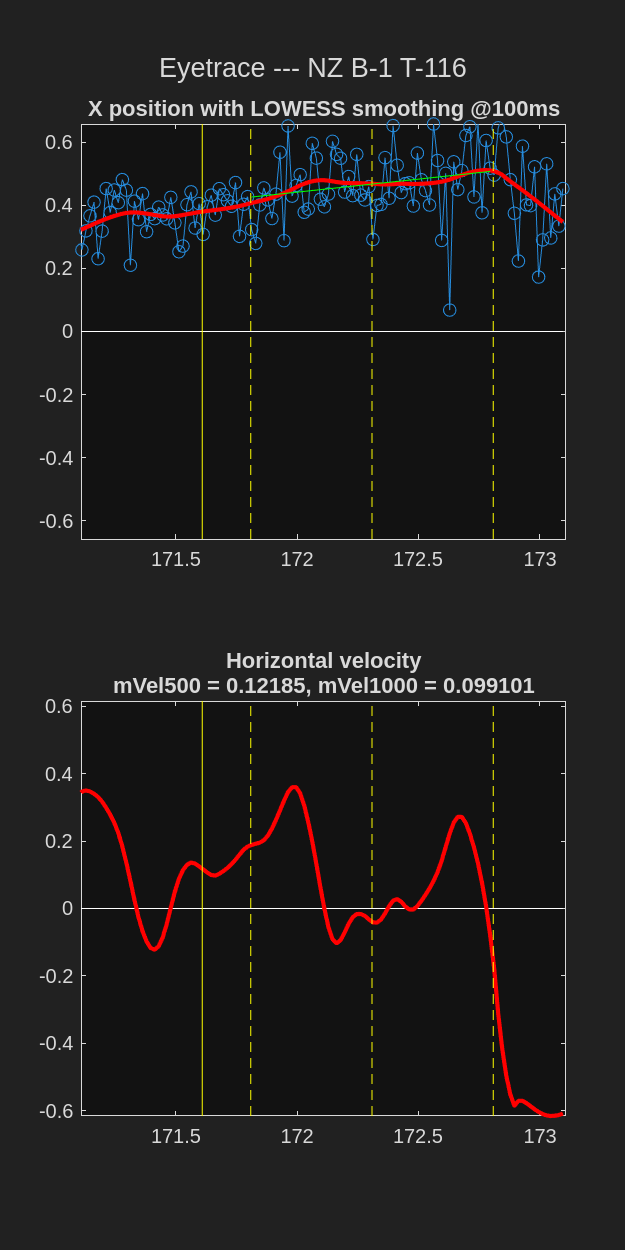 Eyetrace --- NZ B-1 T-116
X position with LOWESS smoothing @100ms
0.6
0.4
0.2
0
-0.2
-0.4
-0.6
171.5 172 172.5 173
Horizontal velocity
mVel500 = 0.12185, mVel1000 = 0.099101
0.6
0.4
0.2
0
-0.2
-0.4
-0.6
171.5 172 172.5 173